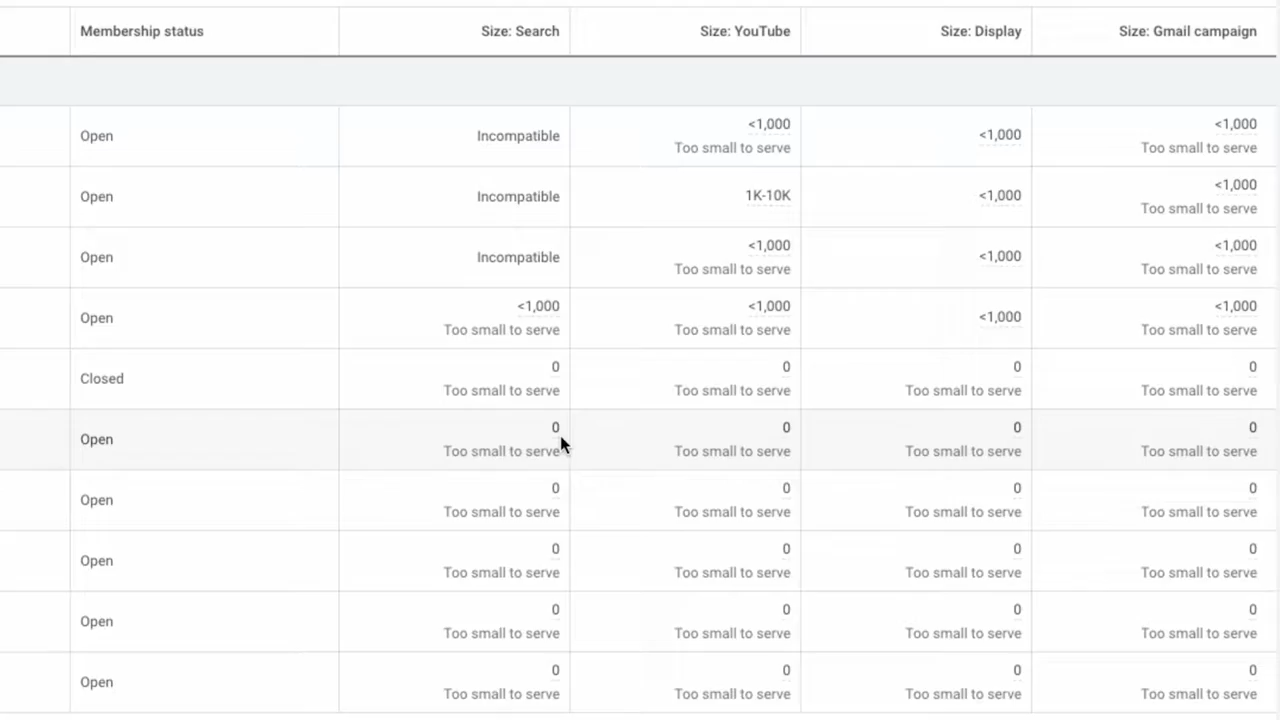 Membership status Size: Search Size: YouTube Size: Display Size: Gmail campaign
Open Incompatible <1,000 Too small to serve <1,000 <1,000 Too small to serve
Open Incompatible 1K-10K <1,000 <1,000 Too small to serve
Open Incompatible <1,000 Too small to serve <1,000 <1,000 Too small to serve
Open <1,000 Too small to serve <1,000 Too small to serve <1,000 <1,000 Too small to serve
Closed 0 Too small to serve 0 Too small to serve 0 Too small to serve 0 Too small to serve
Open 0 Too small to serve 0 Too small to serve 0 Too small to serve 0 Too small to serve
Open 0 Too small to serve 0 Too small to serve 0 Too small to serve 0 Too small to serve
Open 0 Too small to serve 0 Too small to serve 0 Too small to serve 0 Too small to serve
Open 0 Too small to serve 0 Too small to serve 0 Too small to serve 0 Too small to serve
Open 0 Too small to serve 0 Too small to serve 0 Too small to serve 0 Too small to serve